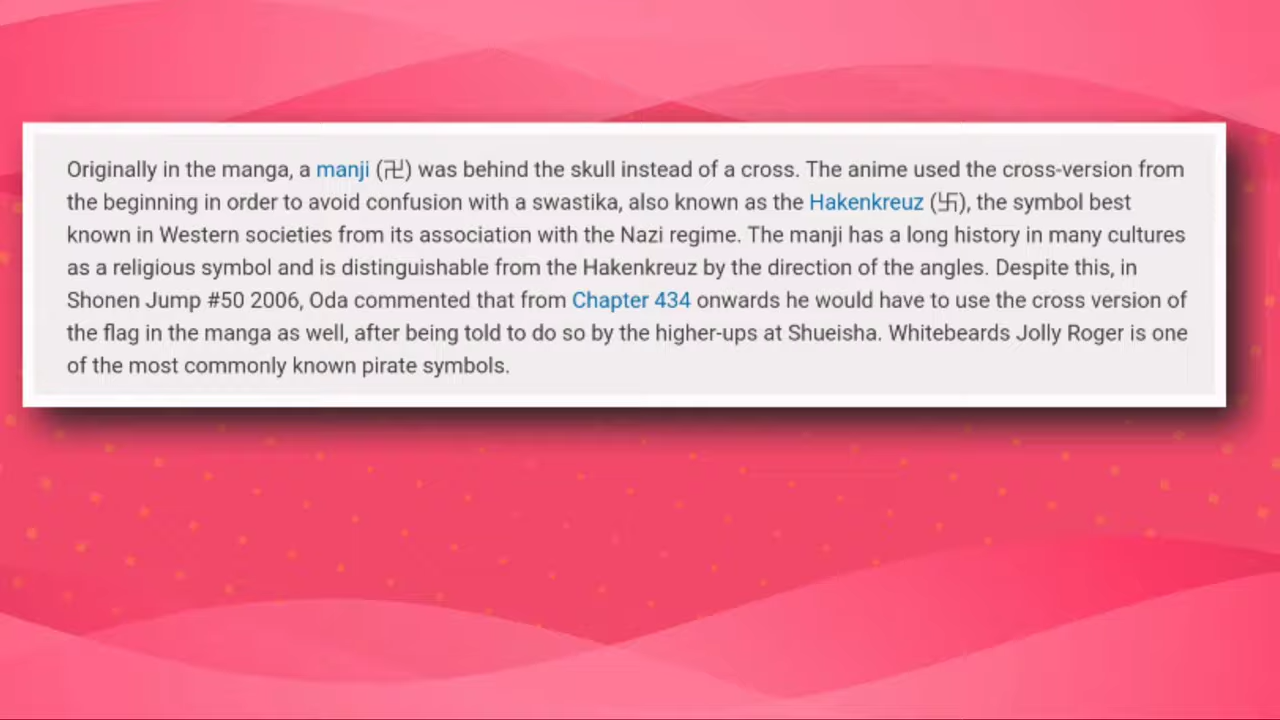 Originally in the manga, a manji (卍) was behind the skull instead of a cross. The anime used the cross-version from
the beginning in order to avoid confusion with a swastika, also known as the Hakenkreuz (卐), the symbol best
known in Western societies from its association with the Nazi regime. The manji has a long history in many cultures
as a religious symbol and is distinguishable from the Hakenkreuz by the direction of the angles. Despite this, in
Shonen Jump #50 2006, Oda commented that from Chapter 434 onwards he would have to use the cross version of
the flag in the manga as well, after being told to do so by the higher-ups at Shueisha. Whitebeards Jolly Roger is one
of the most commonly known pirate symbols.